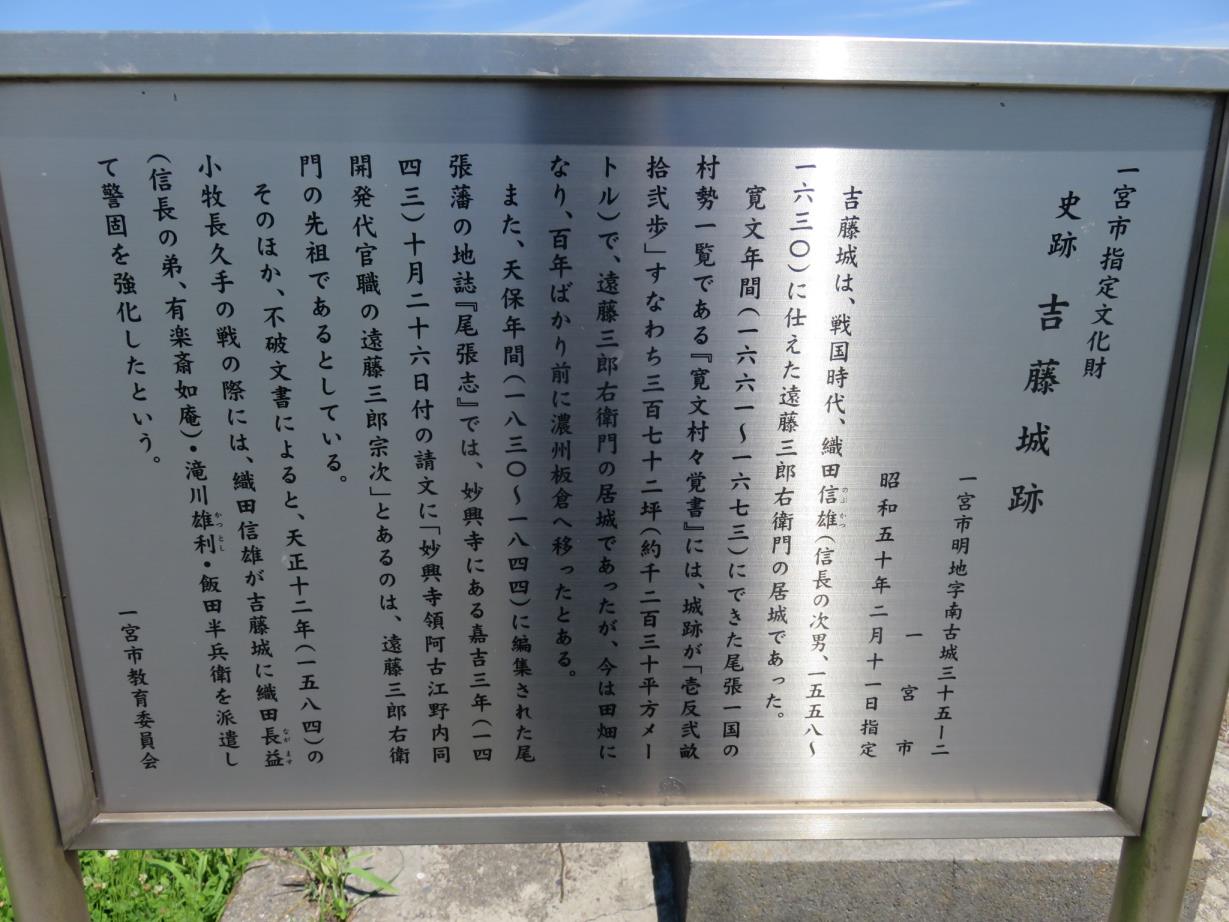 一宮市指定文化財
史跡 吉藤城跡
一宮市明地字南古城三十五ー二
一宮市
昭和五十年二月十一日指定
吉藤城は、戦国時代、織田信雄(信長の次男、一五五八〜
のぶかつ
一六三〇)に仕えた遠藤三郎右衛門の居城であった。
寛文年間(一六六一〜一六七三)にできた尾張一国の
村勢一覧である『寛文村々覚書』には、城跡が「壱反弐畝
拾弐歩」すなわち三百七十二坪(約千二百三十平方メー
トル)で、遠藤三郎右衛門の居城であったが、今は田畑に
なり、百年ばかり前に濃州板倉へ移ったとある。
また、天保年間(一八三〇〜一八四四)に編集された尾
張藩の地誌『尾張志』では、妙興寺にある嘉吉三年(一四
四三)十月二十六日付の請文に「妙興寺領阿古江野内同
開発代官職の遠藤三郎宗次」とあるのは、遠藤三郎右衛
門の先祖であるとしている。
そのほか、不破文書によると、天正十二年(一五八四)の
小牧長久手の戦の際には、織田信雄が吉藤城に織田長益
ながます
(信長の弟、有楽斎如庵)・滝川雄利・飯田半兵衛を派遣し
かつとし
て警固を強化したという。
一宮市教育委員会